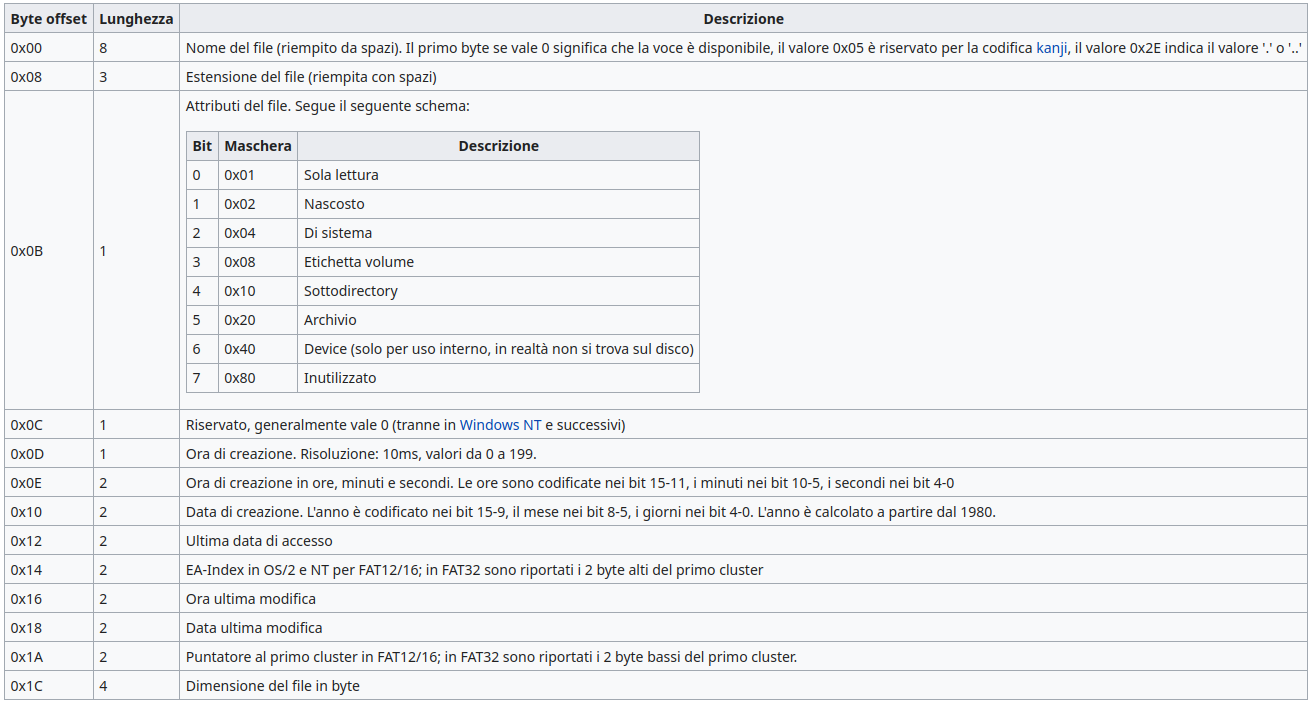 Byte offset Lunghezza Descrizione
0x00 8 Nome del file (riempito da spazi). Il primo byte se vale 0 significa che la voce è disponibile, il valore 0x05 è riservato per la codifica kanji, il valore 0x2E indica il valore '.' o '..'
0x08 3 Estensione del file (riempita con spazi)
0x0B 1 Attributi del file. Segue il seguente schema:
Bit Maschera Descrizione
0 0x01 Sola lettura
1 0x02 Nascosto
2 0x04 Di sistema
3 0x08 Etichetta volume
4 0x10 Sottodirectory
5 0x20 Archivio
6 0x40 Device (solo per uso interno, in realtà non si trova sul disco)
7 0x80 Inutilizzato
0x0C 1 Riservato, generalmente vale 0 (tranne in Windows NT e successivi)
0x0D 1 Ora di creazione. Risoluzione: 10ms, valori da 0 a 199.
0x0E 2 Ora di creazione in ore, minuti e secondi. Le ore sono codificate nei bit 15-11, i minuti nei bit 10-5, i secondi nei bit 4-0
0x10 2 Data di creazione. L'anno è codificato nei bit 15-9, il mese nei bit 8-5, i giorni nei bit 4-0. L'anno è calcolato a partire dal 1980.
0x12 2 Ultima data di accesso
0x14 2 EA-Index in OS/2 e NT per FAT12/16; in FAT32 sono riportati i 2 byte alti del primo cluster
0x16 2 Ora ultima modifica
0x18 2 Data ultima modifica
0x1A 2 Puntatore al primo cluster in FAT12/16; in FAT32 sono riportati i 2 byte bassi del primo cluster.
0x1C 4 Dimensione del file in byte